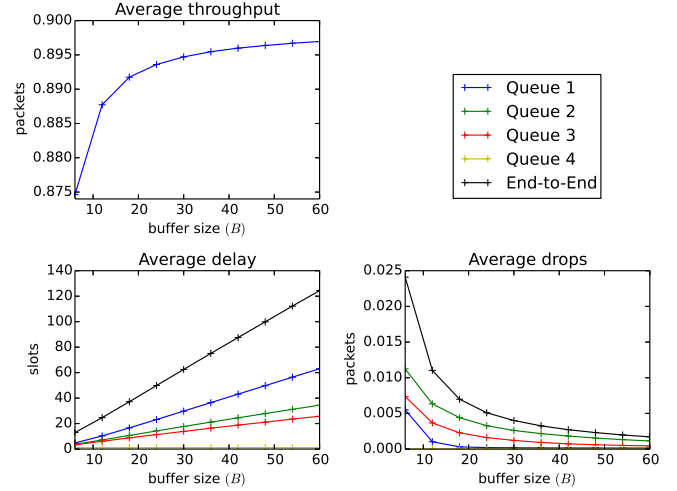 Average throughput
0.900
0.895
0.890
0.885
0.880
0.875
packets
10 20 30 40 50 60
buffer size (B)
Queue 1
Queue 2
Queue 3
Queue 4
End-to-End
Average delay
140
120
100
80
60
40
20
0
slots
10 20 30 40 50 60
buffer size (B)
Average drops
0.025
0.020
0.015
0.010
0.005
0.000
packets
10 20 30 40 50 60
buffer size (B)